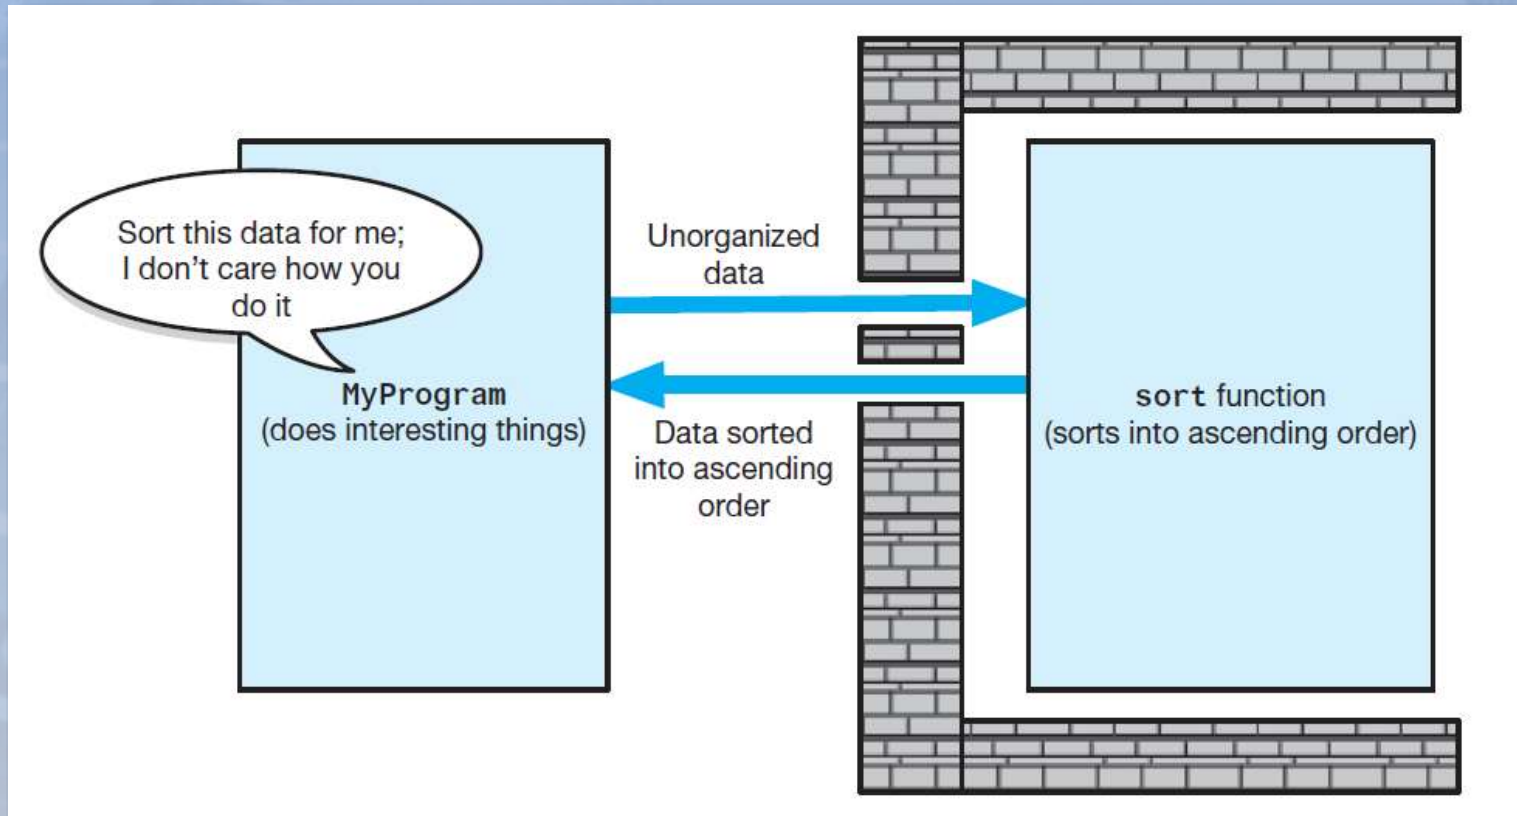 Sort this data for me;
I don’t care how you
do it
MyProgram
(does interesting things)
Unorganized
data
Data sorted
into ascending
order
sort function
(sorts into ascending order)